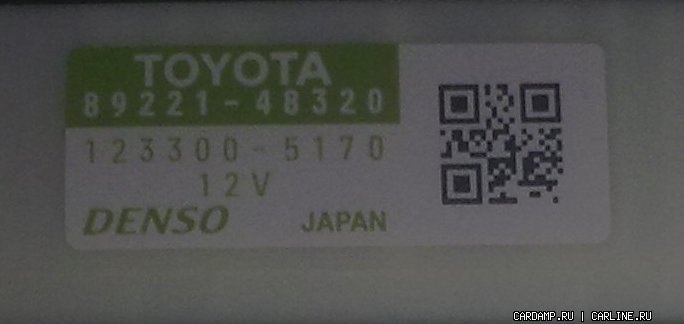 TOYOTA
89221-48320
123300-5170
12V
DENSO JAPAN
CARDAMP.RU | CARLINE.RU